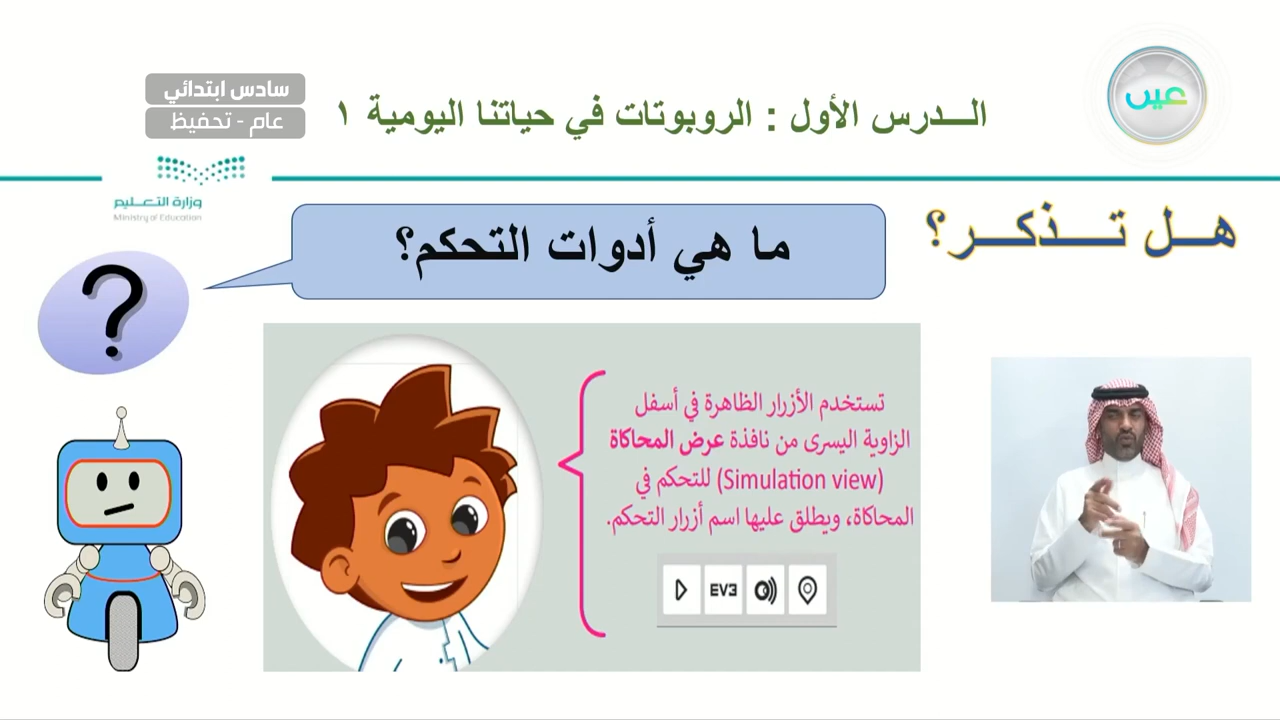 عين
سادس ابتدائي
عام - تحفيظ
الـــدرس الأول : الروبوتات في حياتنا اليومية ١
وزارة التعـــليم
Ministry of Education
هـــل تـــذكـــر؟
ما هي أدوات التحكم؟
?
تستخدم الأزرار الظاهرة في أسفل
الزاوية اليسرى من نافذة عرض المحاكاة
(Simulation view) للتحكم في
المحاكاة، ويطلق عليها اسم أزرار التحكم.
EV3